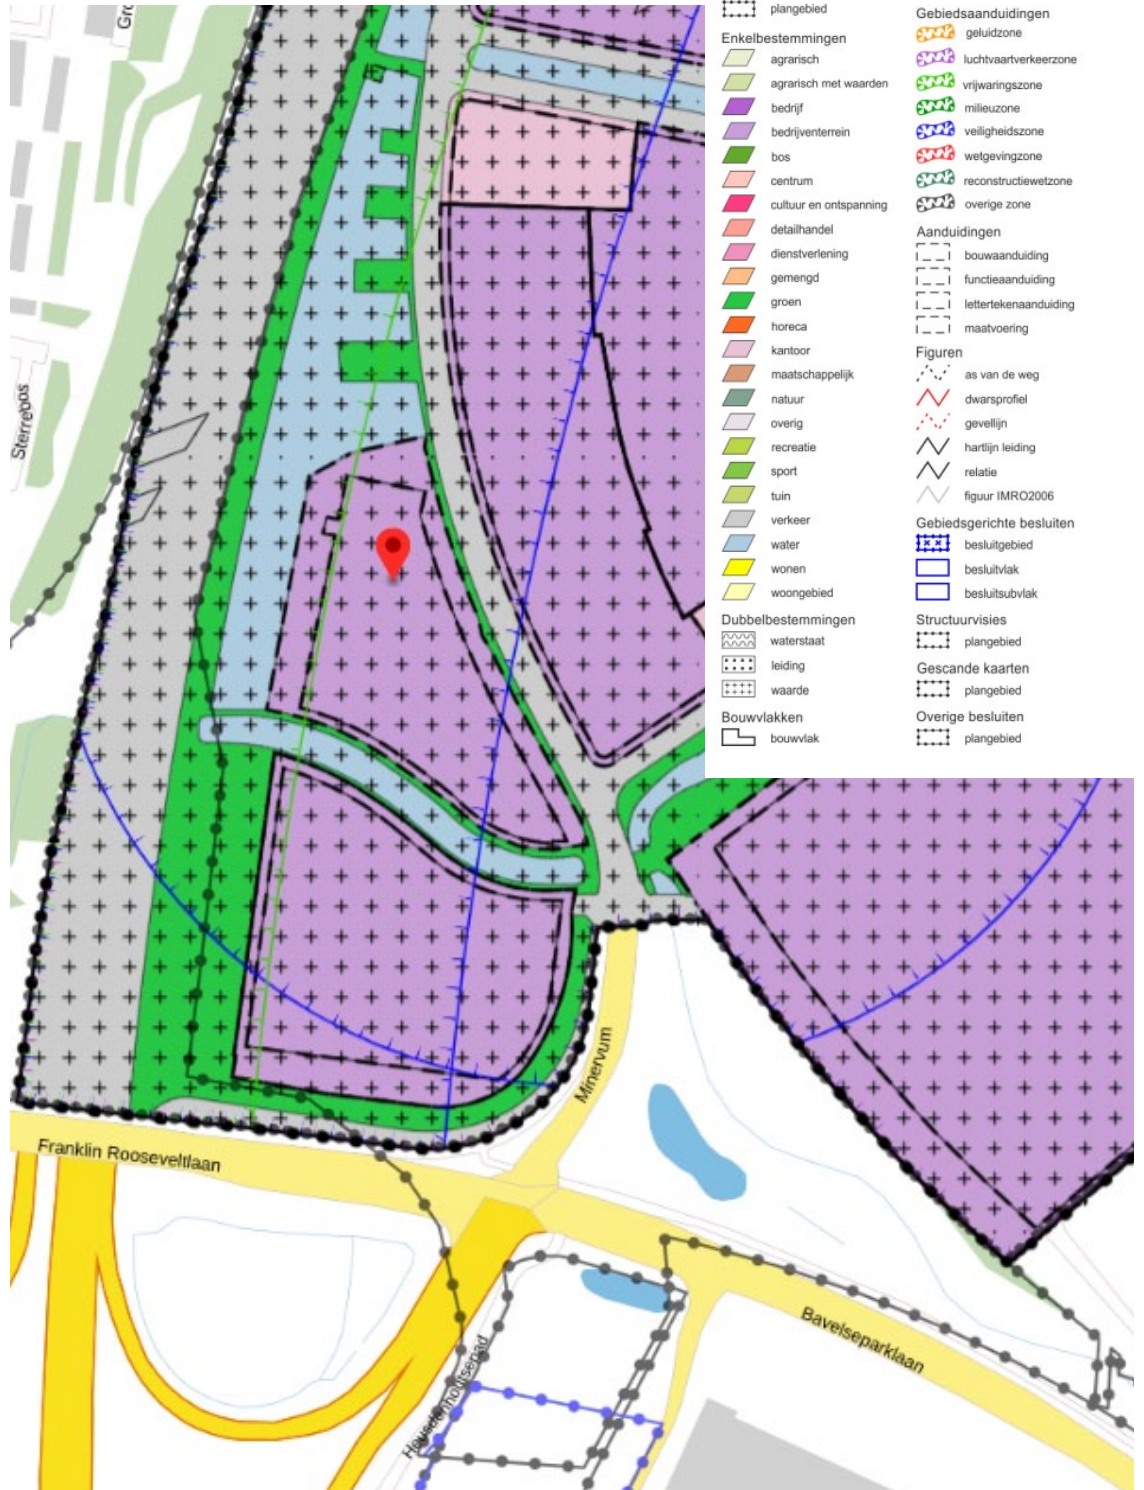 Gro
Sterrebos
Franklin Rooseveltlaan
Minervum
Bavelseparklaan
Heusdenhoutsepad
plangebied
Enkelbestemmingen
agrarisch
agrarisch met waarden
bedrijf
bedrijventerrein
bos
centrum
cultuur en ontspanning
detailhandel
dienstverlening
gemengd
groen
horeca
kantoor
maatschappelijk
natuur
overig
recreatie
sport
tuin
verkeer
water
wonen
woongebied
Dubbelbestemmingen
waterstaat
leiding
waarde
Bouwvlakken
bouwvlak
Gebiedsaanduidingen
geluidzone
luchtvaartverkeerzone
vrijwaringszone
milieuzone
veiligheidszone
wetgevingzone
reconstructiewetzone
overige zone
Aanduidingen
bouwaanduiding
functieaanduiding
lettertekenaanduiding
maatvoering
Figuren
as van de weg
dwarsprofiel
gevellijn
hartlijn leiding
relatie
figuur IMRO2006
Gebiedsgerichte besluiten
besluitgebied
besluitvlak
besluitsubvlak
Structuurvisies
plangebied
Gescande kaarten
plangebied
Overige besluiten
plangebied